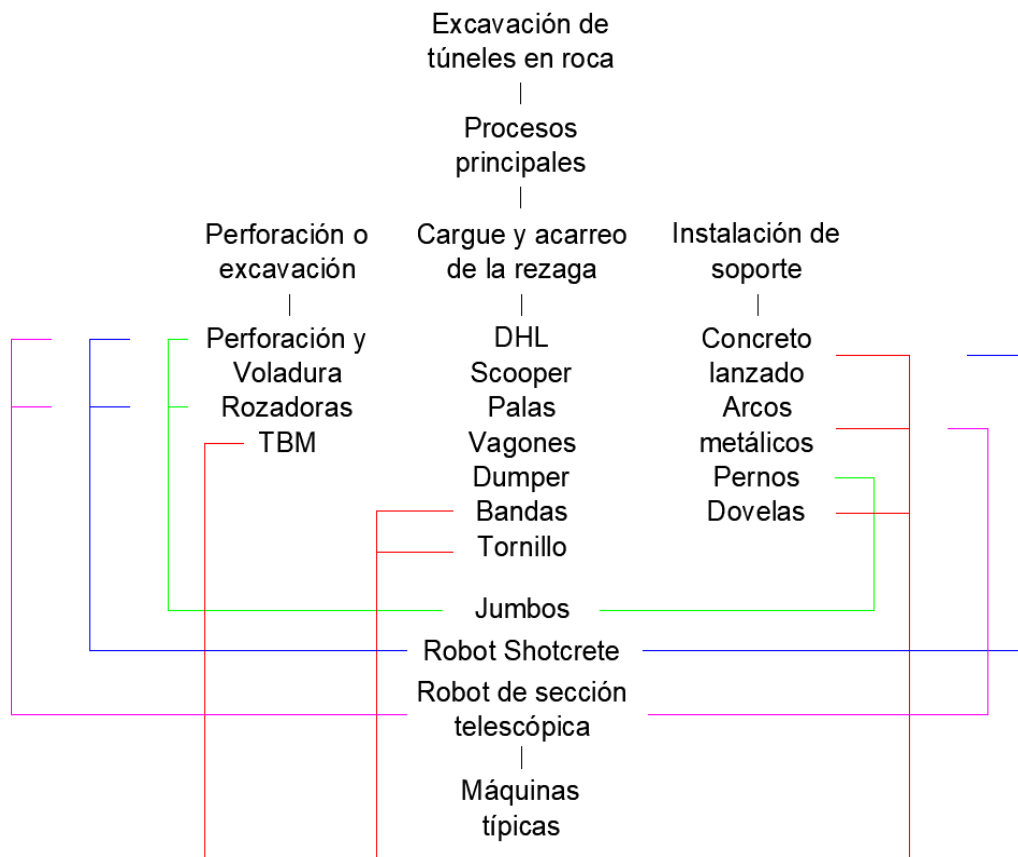 Excavación de
túneles en roca
Procesos
principales
Perforación o
excavación
Cargue y acarreo
de la rezaga
Instalación de
soporte
Perforación y
Voladura
Rozadoras
TBM
DHL
Scooper
Palas
Vagones
Dumper
Bandas
Tornillo
Concreto
lanzado
Arcos
metálicos
Pernos
Dovelas
Jumbos
Robot Shotcrete
Robot de sección
telescópica
Máquinas
típicas